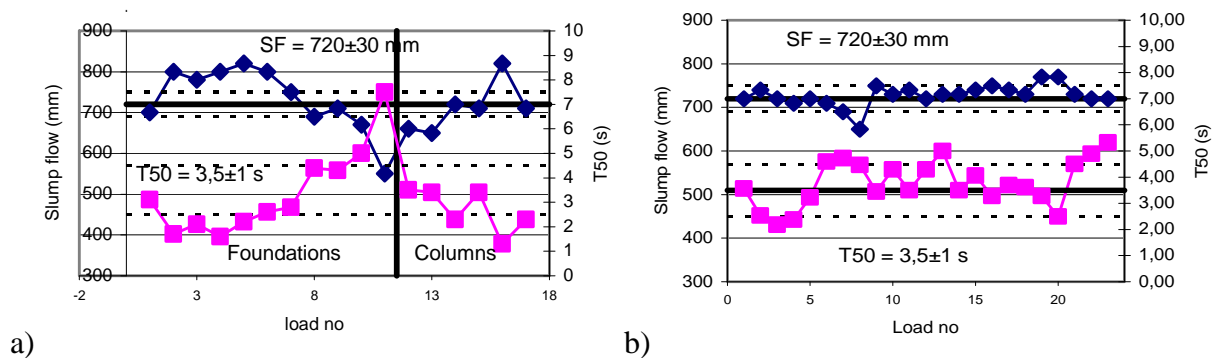 900
800
700
600
500
400
300
Slump flow (mm)
SF = 720±30 mm
T50 = 3,5±1 s
Foundations
Columns
10
9
8
7
6
5
4
3
2
1
0
T50 (s)
-2 3 8 13 18
load no
a)
900
800
700
600
500
400
300
Slump flow (mm)
SF = 720±30 mm
T50 = 3,5±1 s
10,00
9,00
8,00
7,00
6,00
5,00
4,00
3,00
2,00
1,00
0,00
T50 (s)
0 5 10 15 20
Load no
b)